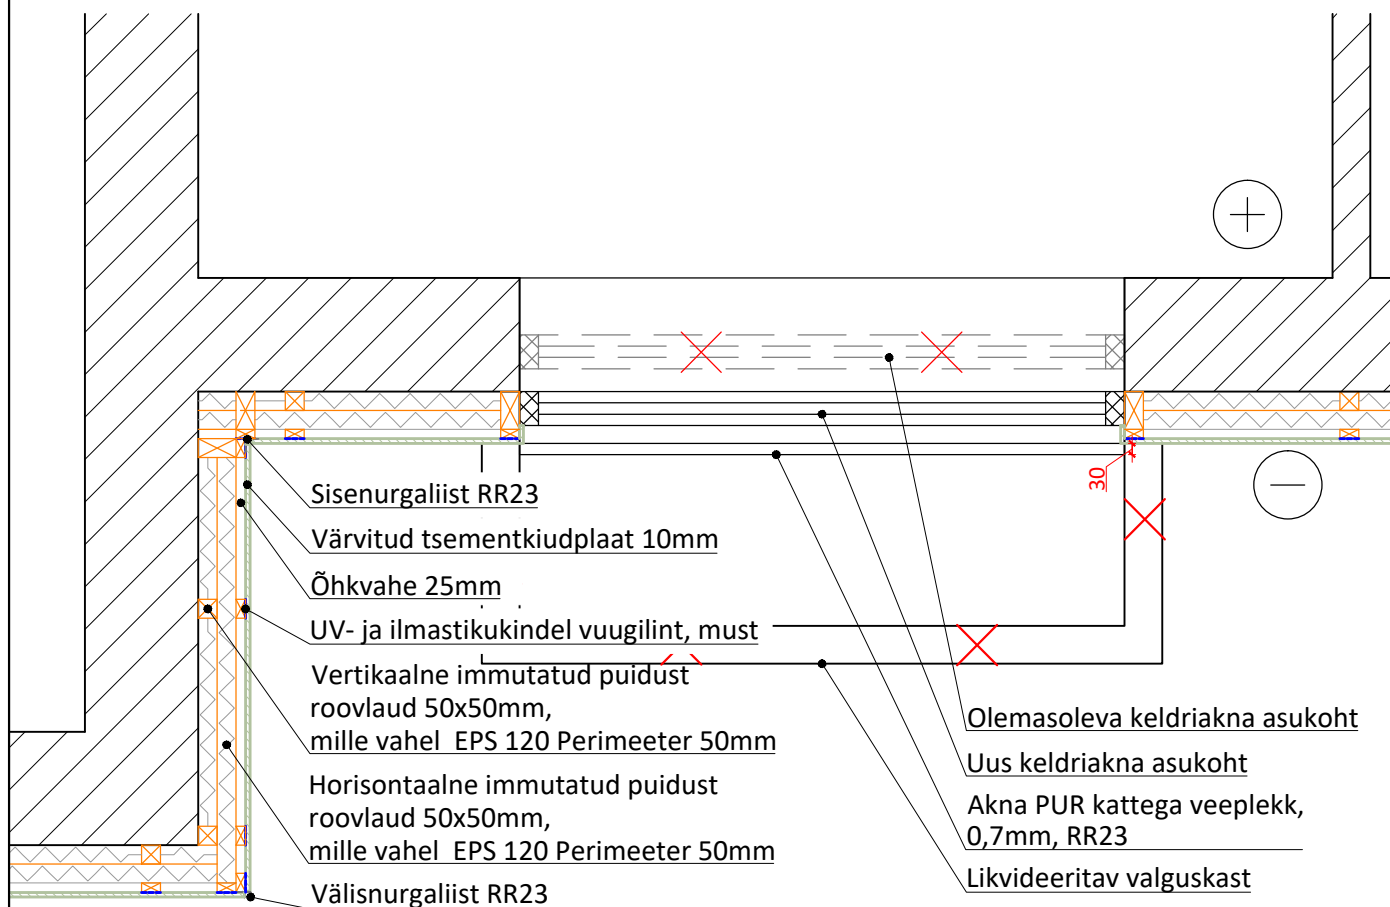 30
Sisenurgaliist RR23
Värvitud tsementkiudplaat 10mm
Õhkvahe 25mm
UV- ja ilmastikukindel vuugilint, must
Vertikaalne immutatud puidust
roovlaud 50x50mm,
mille vahel EPS 120 Perimeeter 50mm
Horisontaalne immutatud puidust
roovlaud 50x50mm,
mille vahel EPS 120 Perimeeter 50mm
Välisnurgaliist RR23
Olemasoleva keldriakna asukoht
Uus keldriakna asukoht
Akna PUR kattega veeplekk,
0,7mm, RR23
Likvideeritav valguskast